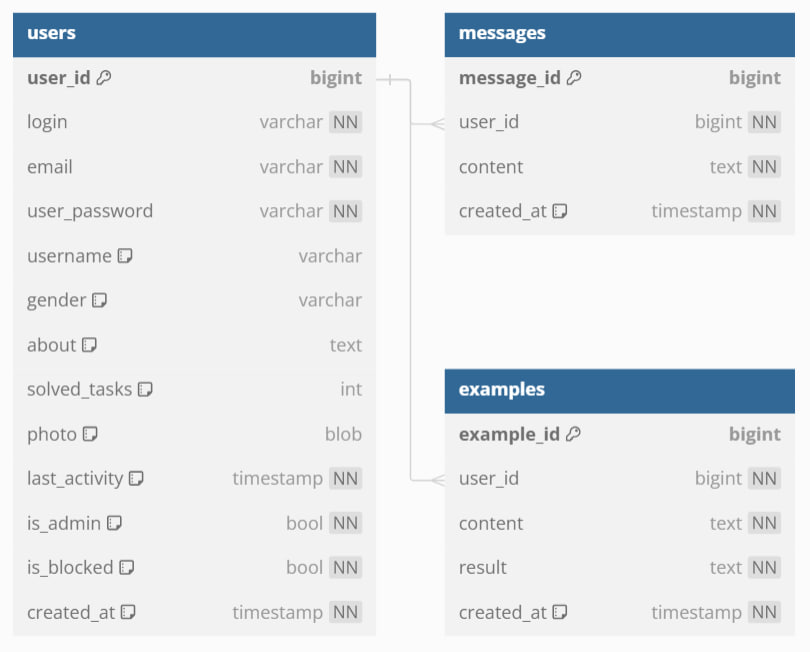 users
user_id bigint
login varchar NN
email varchar NN
user_password varchar NN
username varchar
gender varchar
about text
solved_tasks int
photo blob
last_activity timestamp NN
is_admin bool NN
is_blocked bool NN
created_at timestamp NN
messages
message_id bigint
user_id bigint NN
content text NN
created_at timestamp NN
examples
example_id bigint
user_id bigint NN
content text NN
result text NN
created_at timestamp NN